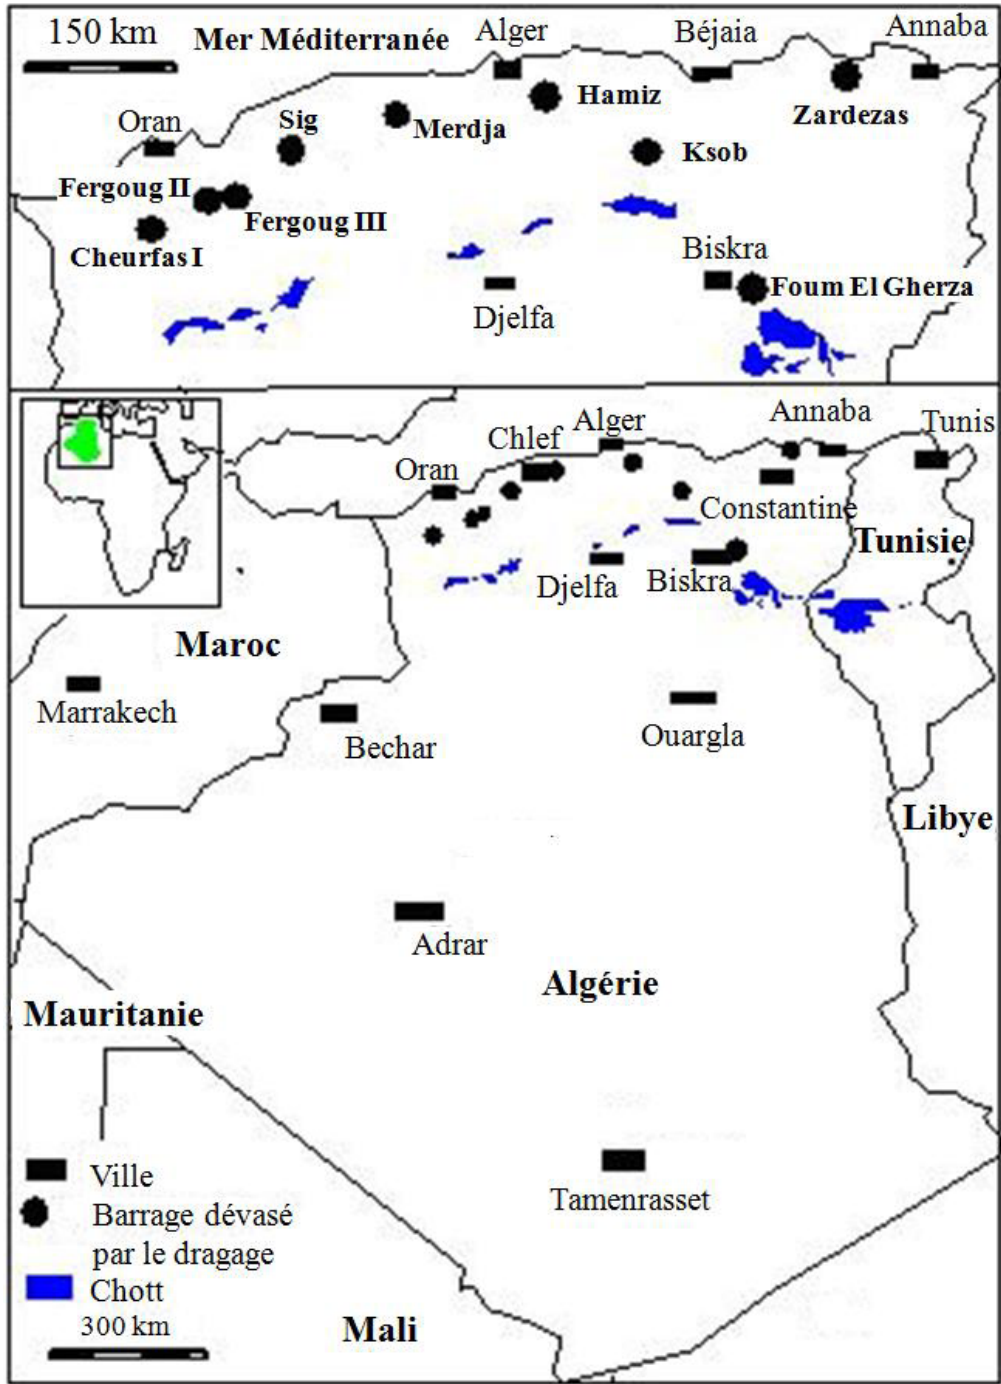 150 km
Mer Méditerranée
Alger
Béjaia
Annaba
Hamiz
Zardezas
Oran
Sig
Merdja
Ksob
Fergoug II
Fergoug III
Cheurfas I
Biskra
Foum El Gherza
Djelfa
Annaba
Alger
Tunis
Chlef
Oran
Constantine
Tunisie
Djelfa
Biskra
Maroc
Marrakech
Bechar
Ouargla
Libye
Adrar
Algérie
Mauritanie
Tamenrasset
Ville
Barrage dévasé
par le dragage
Chott
300 km
Mali